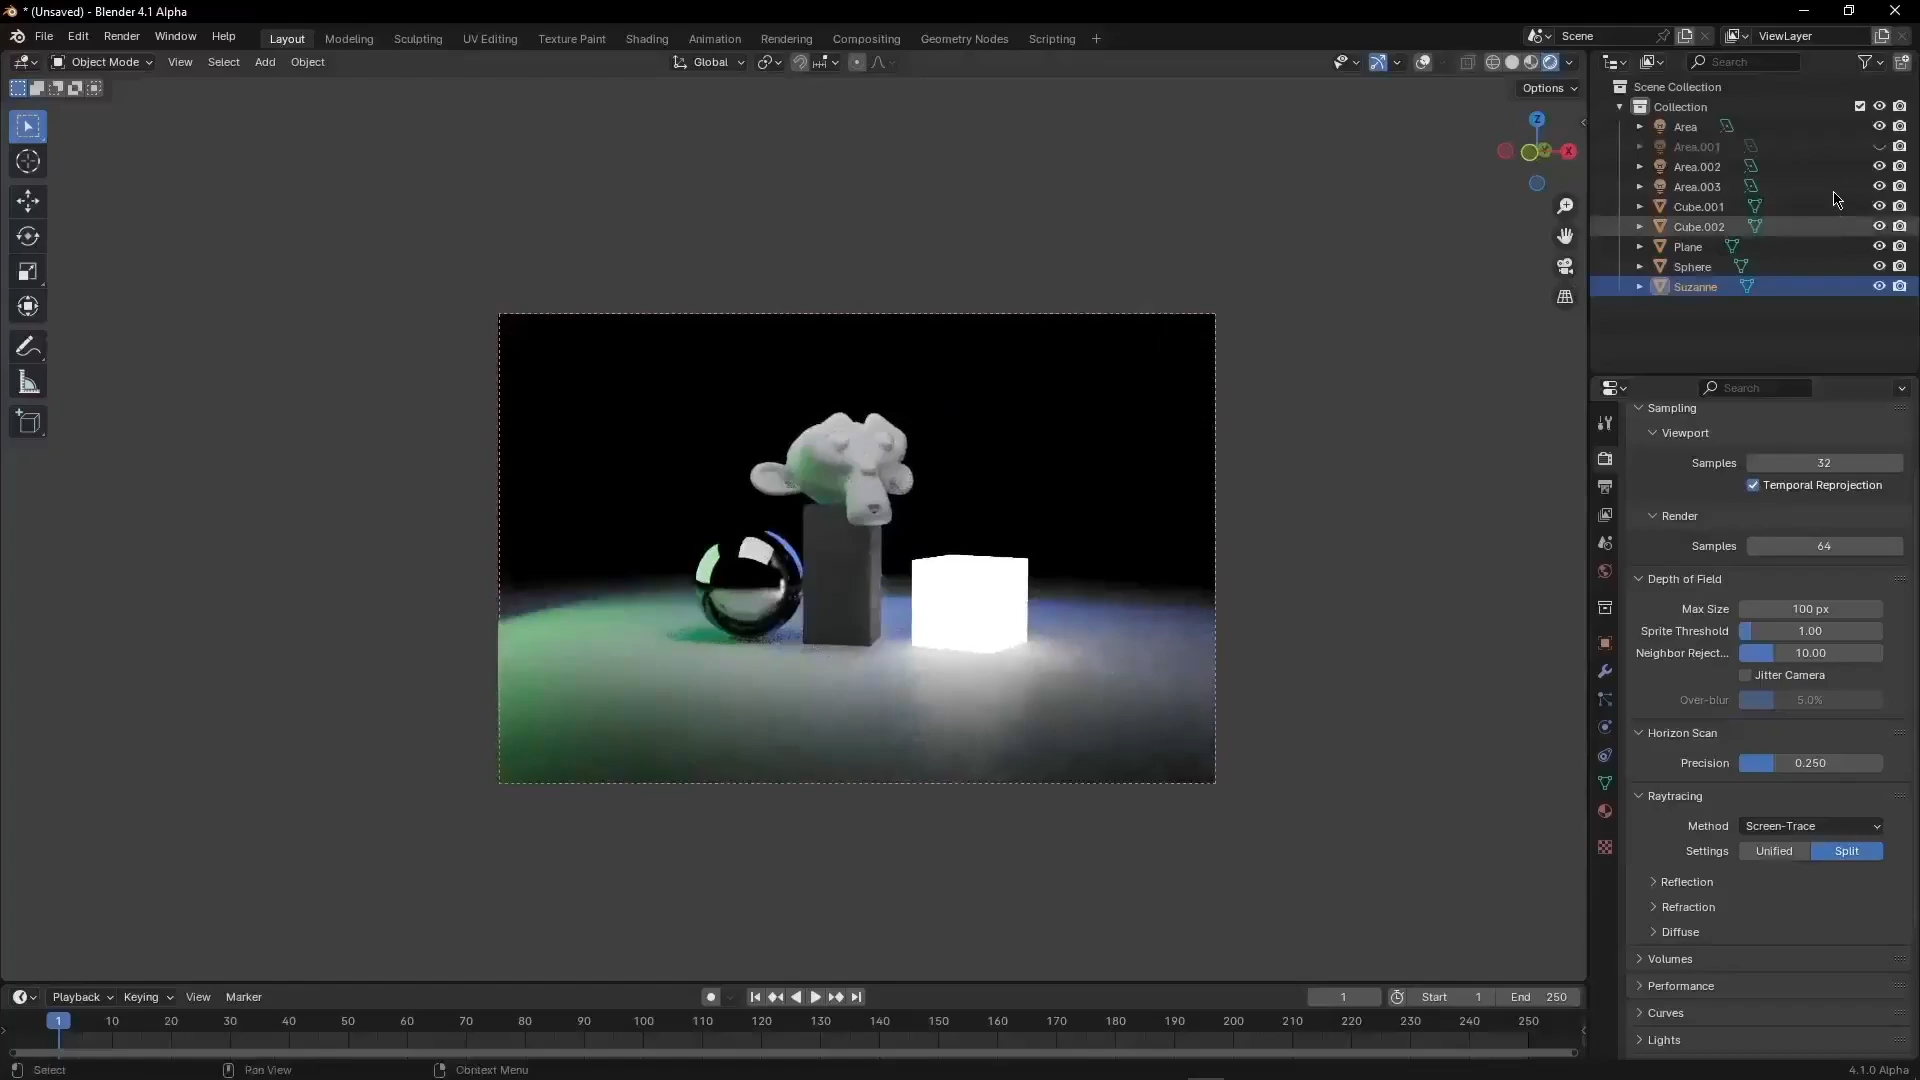 * (Unsaved) - Blender 4.1 Alpha
File Edit Render Window Help Layout Modeling Sculpting UV Editing Texture Paint Shading Animation Rendering Compositing Geometry Nodes Scripting + Scene ViewLayer
Object Mode View Select Add Object Global Search
Options
Z
X
Scene Collection
Collection
Area
Area.001
Area.002
Area.003
Cube.001
Cube.002
Plane
Sphere
Suzanne
Search
Sampling
Viewport
Samples 32
Temporal Reprojection
Render
Samples 64
Depth of Field
Max Size 100 px
Sprite Threshold 1.00
Neighbor Reject... 10.00
Jitter Camera
Over-blur 5.0%
Horizon Scan
Precision 0.250
Raytracing
Method Screen-Trace
Settings Unified Split
Reflection
Refraction
Diffuse
Volumes
Performance
Curves
Lights
Playback Keying View Marker 1 Start 1 End 250
1 10 20 30 40 50 60 70 80 90 100 110 120 130 140 150 160 170 180 190 200 210 220 230 240 250
Select Pan View Context Menu 4.1.0 Alpha